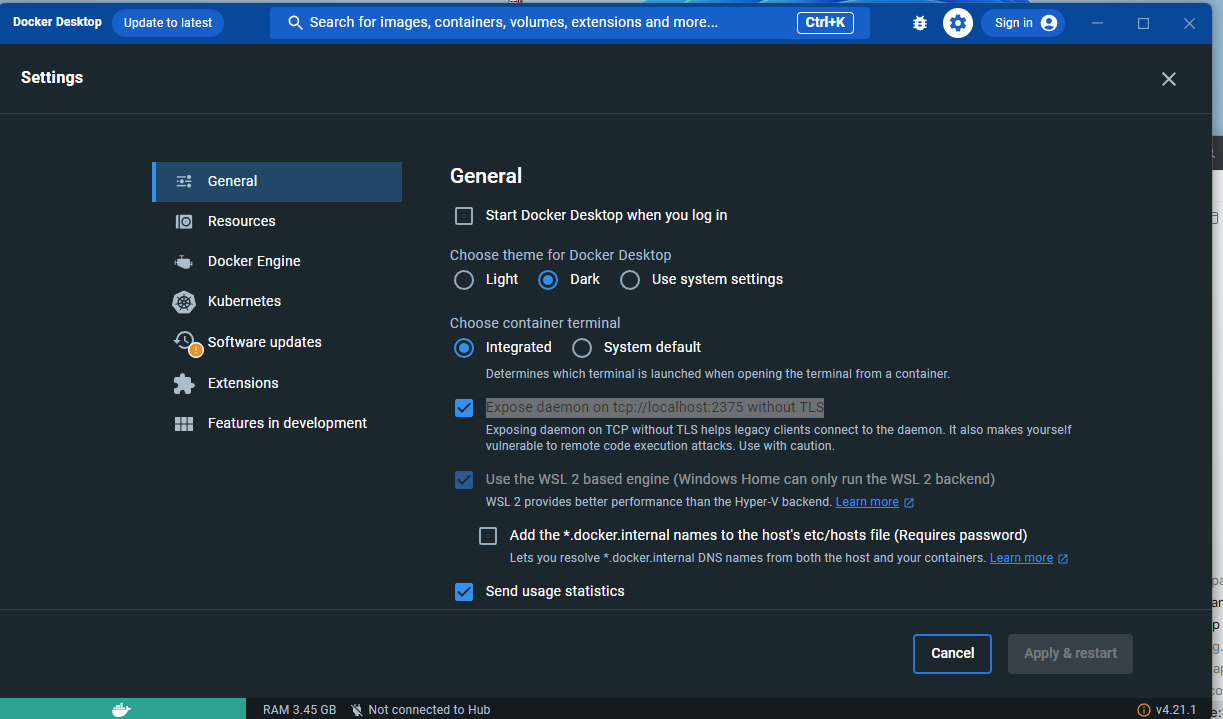 Docker Desktop Update to latest Search for images, containers, volumes, extensions and more... Ctrl+K Sign in
Settings
General
Resources
Docker Engine
Kubernetes
Software updates
Extensions
Features in development
General
Start Docker Desktop when you log in
Choose theme for Docker Desktop
Light Dark Use system settings
Choose container terminal
Integrated System default
Determines which terminal is launched when opening the terminal from a container.
Expose daemon on tcp://localhost:2375 without TLS
Exposing daemon on TCP without TLS helps legacy clients connect to the daemon. It also makes yourself
vulnerable to remote code execution attacks. Use with caution.
Use the WSL 2 based engine (Windows Home can only run the WSL 2 backend)
WSL 2 provides better performance than the Hyper-V backend. Learn more
Add the *.docker.internal names to the host's etc/hosts file (Requires password)
Lets you resolve *.docker.internal DNS names from both the host and your containers. Learn more
Send usage statistics
Cancel Apply & restart
RAM 3.45 GB Not connected to Hub v4.21.1